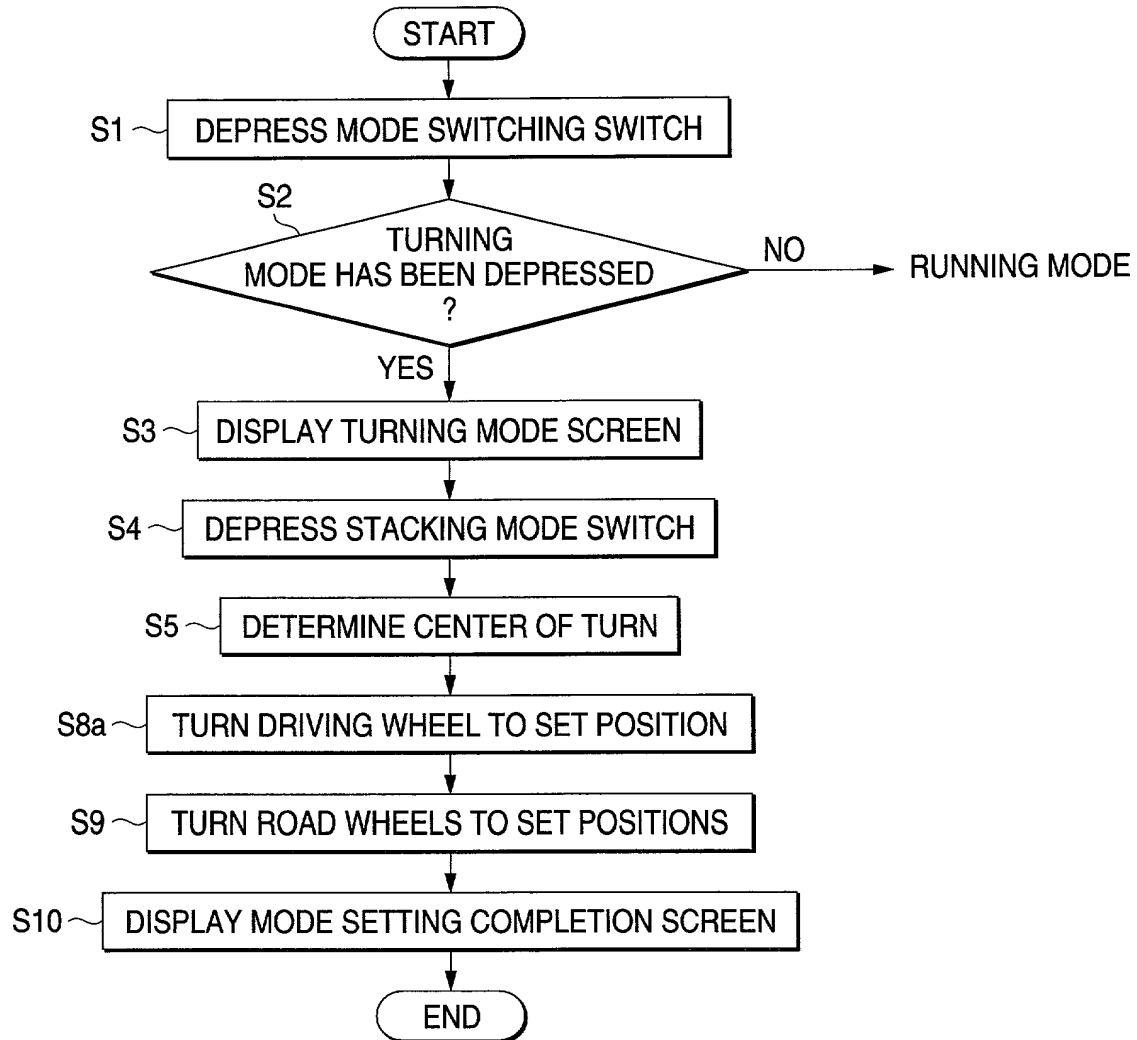 START
S1 DEPRESS MODE SWITCHING SWITCH
S2
TURNING
MODE HAS BEEN DEPRESSED
?
NO
RUNNING MODE
YES
S3 DISPLAY TURNING MODE SCREEN
S4 DEPRESS STACKING MODE SWITCH
S5 DETERMINE CENTER OF TURN
S8a TURN DRIVING WHEEL TO SET POSITION
S9 TURN ROAD WHEELS TO SET POSITIONS
S10 DISPLAY MODE SETTING COMPLETION SCREEN
END